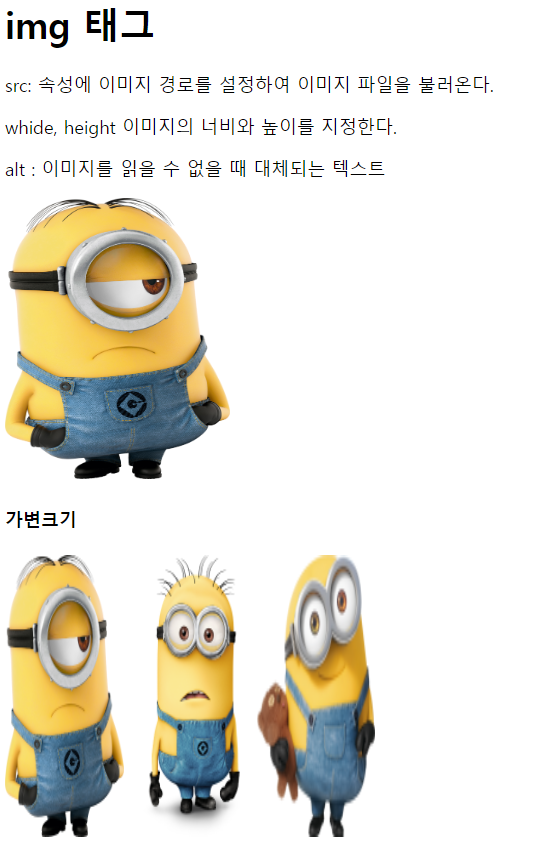 img 태그
src: 속성에 이미지 경로를 설정하여 이미지 파일을 불러온다.
whide, height 이미지의 너비와 높이를 지정한다.
alt : 이미지를 읽을 수 없을 때 대체되는 텍스트
가변크기